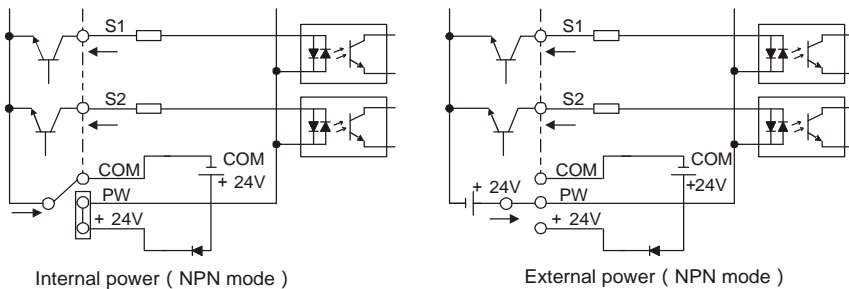 S1
S2
COM
COM
+ 24V
PW
+ 24V
Internal power ( NPN mode )
S1
S2
COM
COM
+24V
+ 24V
PW
+ 24V
External power ( NPN mode )